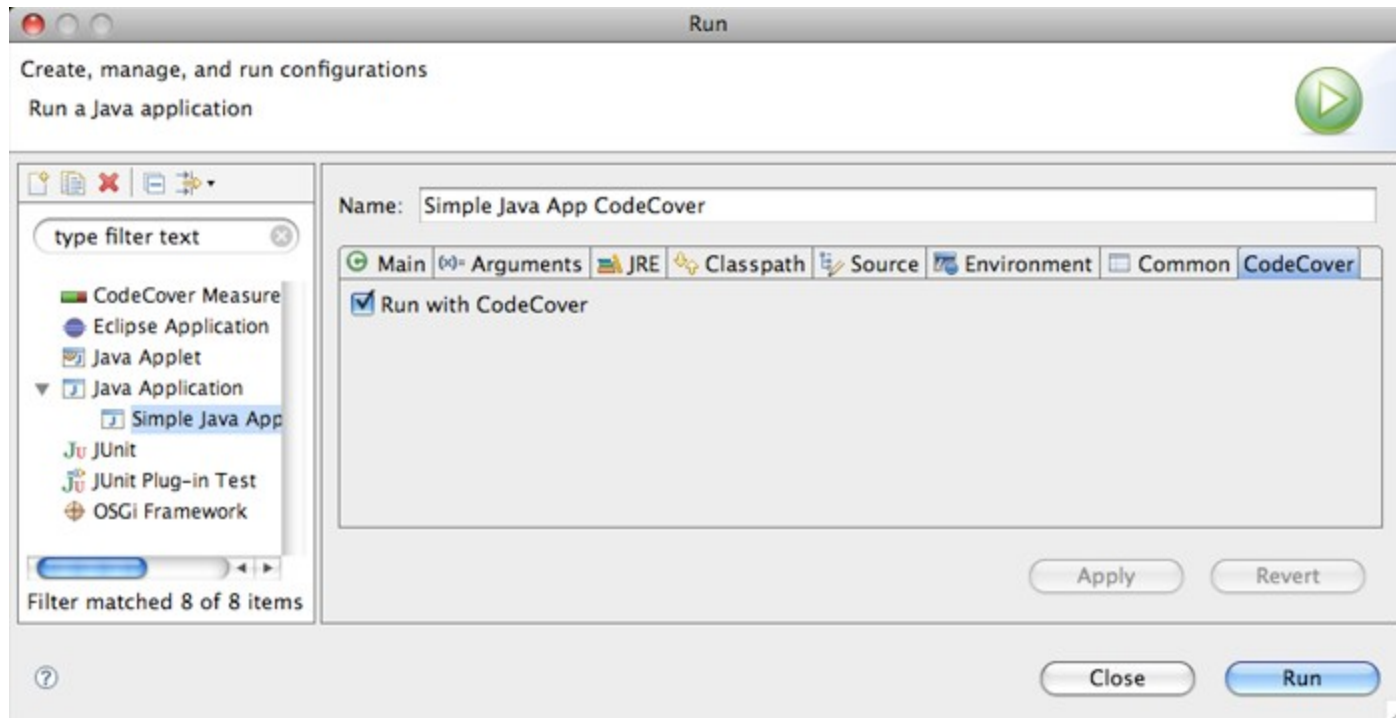 Run
Create, manage, and run configurations
Run a Java application
type filter text
CodeCover Measure
Eclipse Application
Java Applet
Java Application
Simple Java App
JUnit
JUnit Plug-in Test
OSGi Framework
Filter matched 8 of 8 items
Name: Simple Java App CodeCover
Main Arguments JRE Classpath Source Environment Common CodeCover
Run with CodeCover
Apply Revert
Close Run